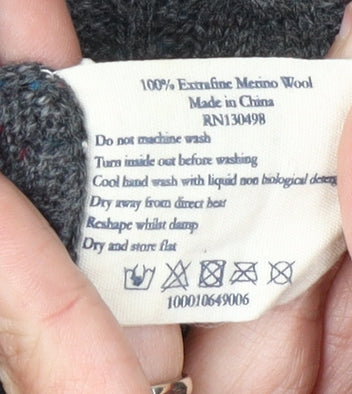 100% Extrafine Merino Wool
Made in China
RN130498
Do not machine wash
Turn inside out before washing
Cool hand wash with liquid non biological
Dry away from direct heat
Reshape whilst damp
Dry and store flat
100010649006